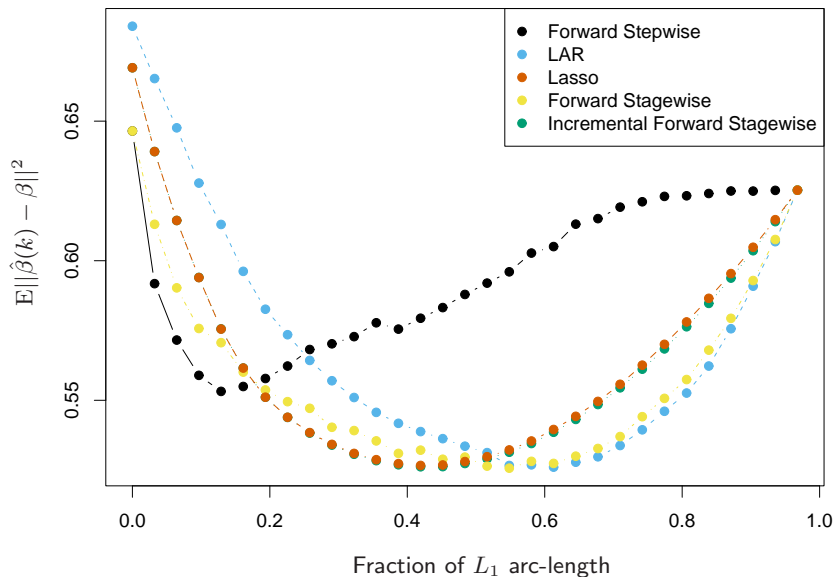 Forward Stepwise
LAR
Lasso
Forward Stagewise
Incremental Forward Stagewise
E||β̂(k) − β||²
0.65
0.60
0.55
0.0 0.2 0.4 0.6 0.8 1.0
Fraction of L₁ arc-length